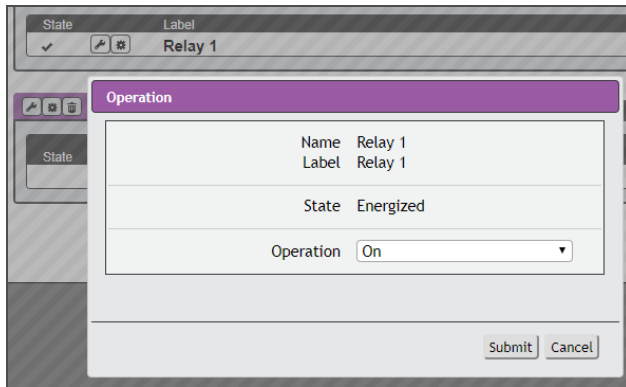 State Label
Relay 1
Operation
Name Relay 1
Label Relay 1
State
State Energized
Operation On
Submit Cancel